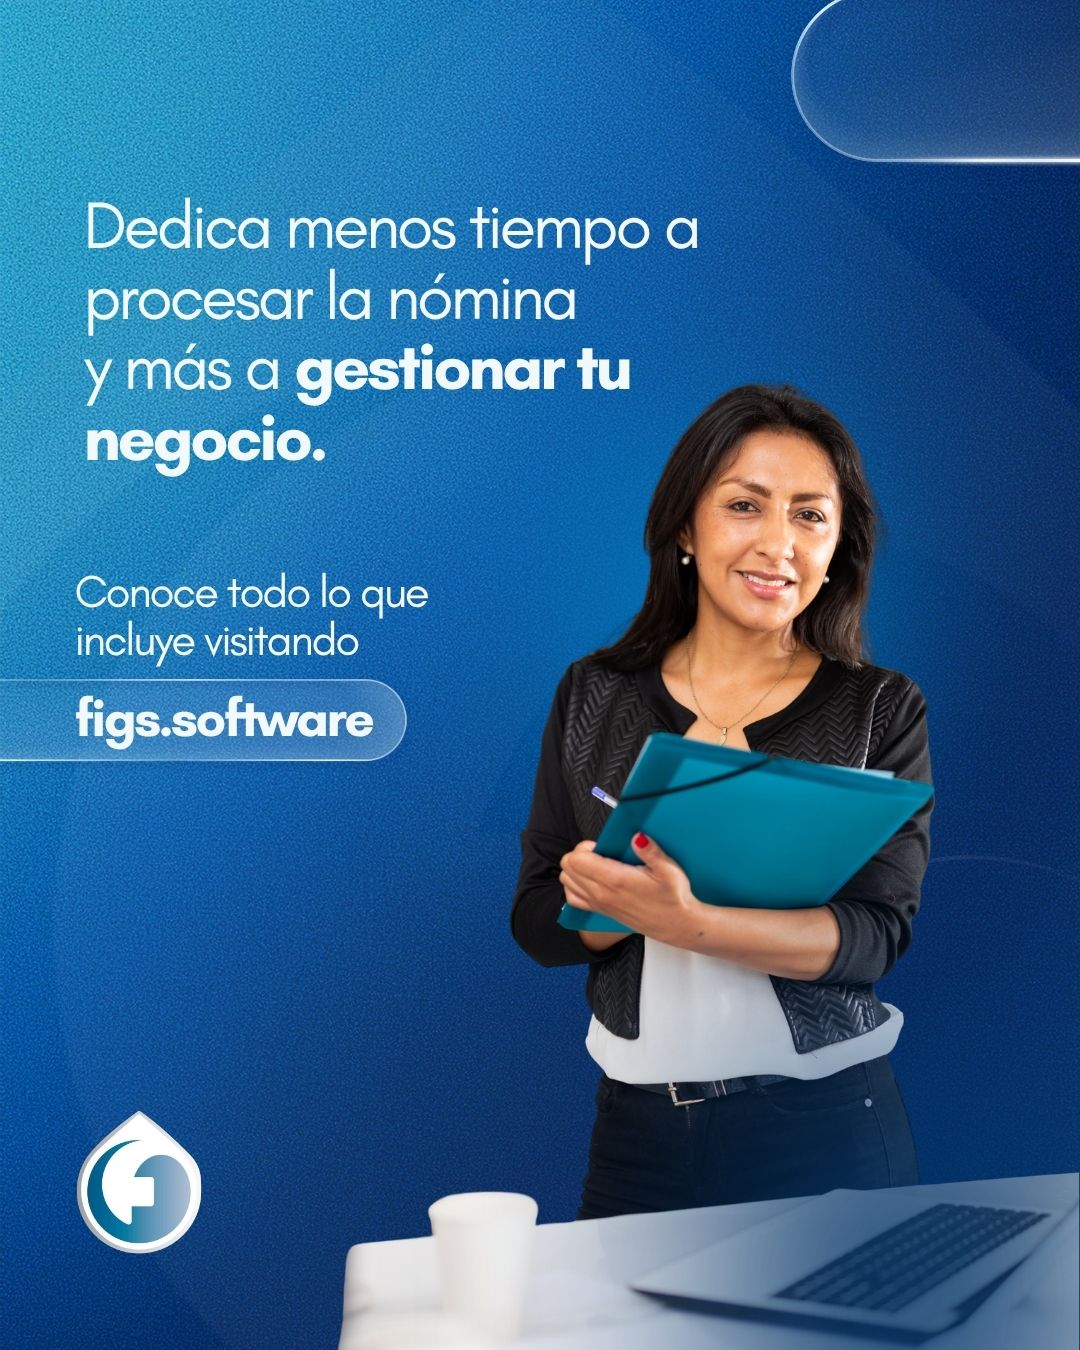 Dedica menos tiempo a
procesar la nómina
y más a gestionar tu
negocio.
Conoce todo lo que
incluye visitando
figs.software